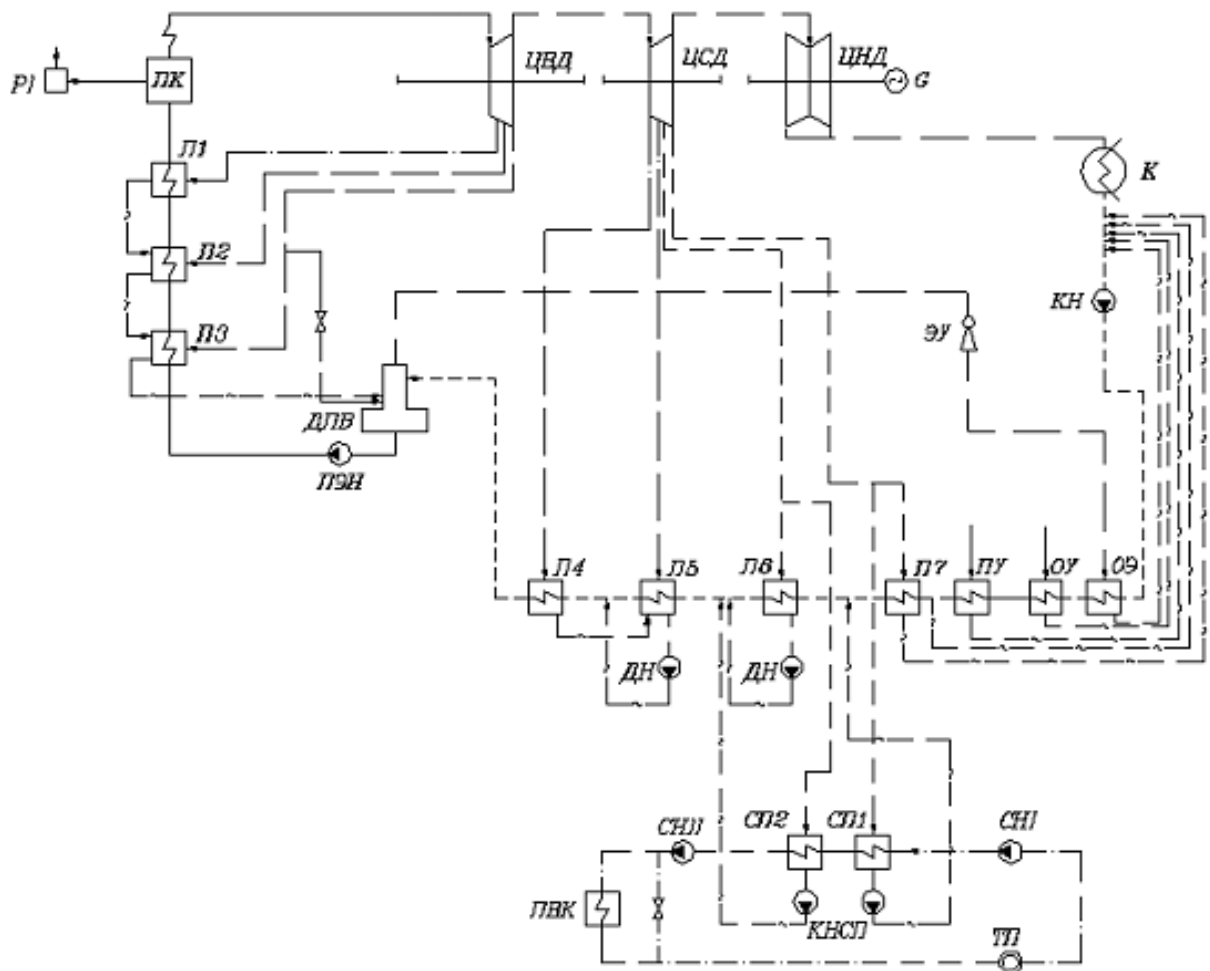 ЦВД
ЦСД
ЦНД
G
РI
ПК
П1
К
П2
КН
П3
ЭУ
ДПВ
ПЭН
П4
П5
П6
П7
ПУ
ОУ
ОЭ
ДН
ДН
СНII
СП2
СП1
СНI
ПВК
КНСП
ТП